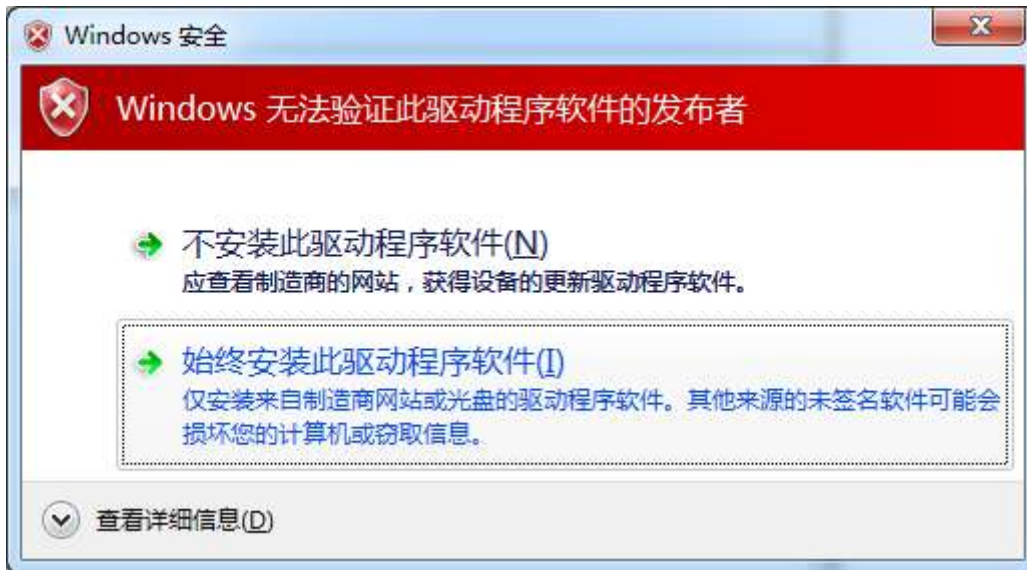 Windows 安全
Windows 无法验证此驱动程序软件的发布者
不安装此驱动程序软件(N)
应查看制造商的网站，获得设备的更新驱动程序软件。
始终安装此驱动程序软件(I)
仅安装来自制造商网站或光盘的驱动程序软件。其他来源的未签名软件可能会
损坏您的计算机或窃取信息。
查看详细信息(D)